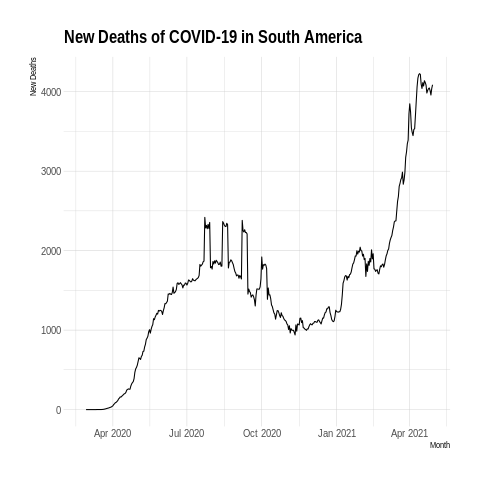 New Deaths of COVID-19 in South America
New Deaths
4000
3000
2000
1000
0
Apr 2020 Jul 2020 Oct 2020 Jan 2021 Apr 2021
Month